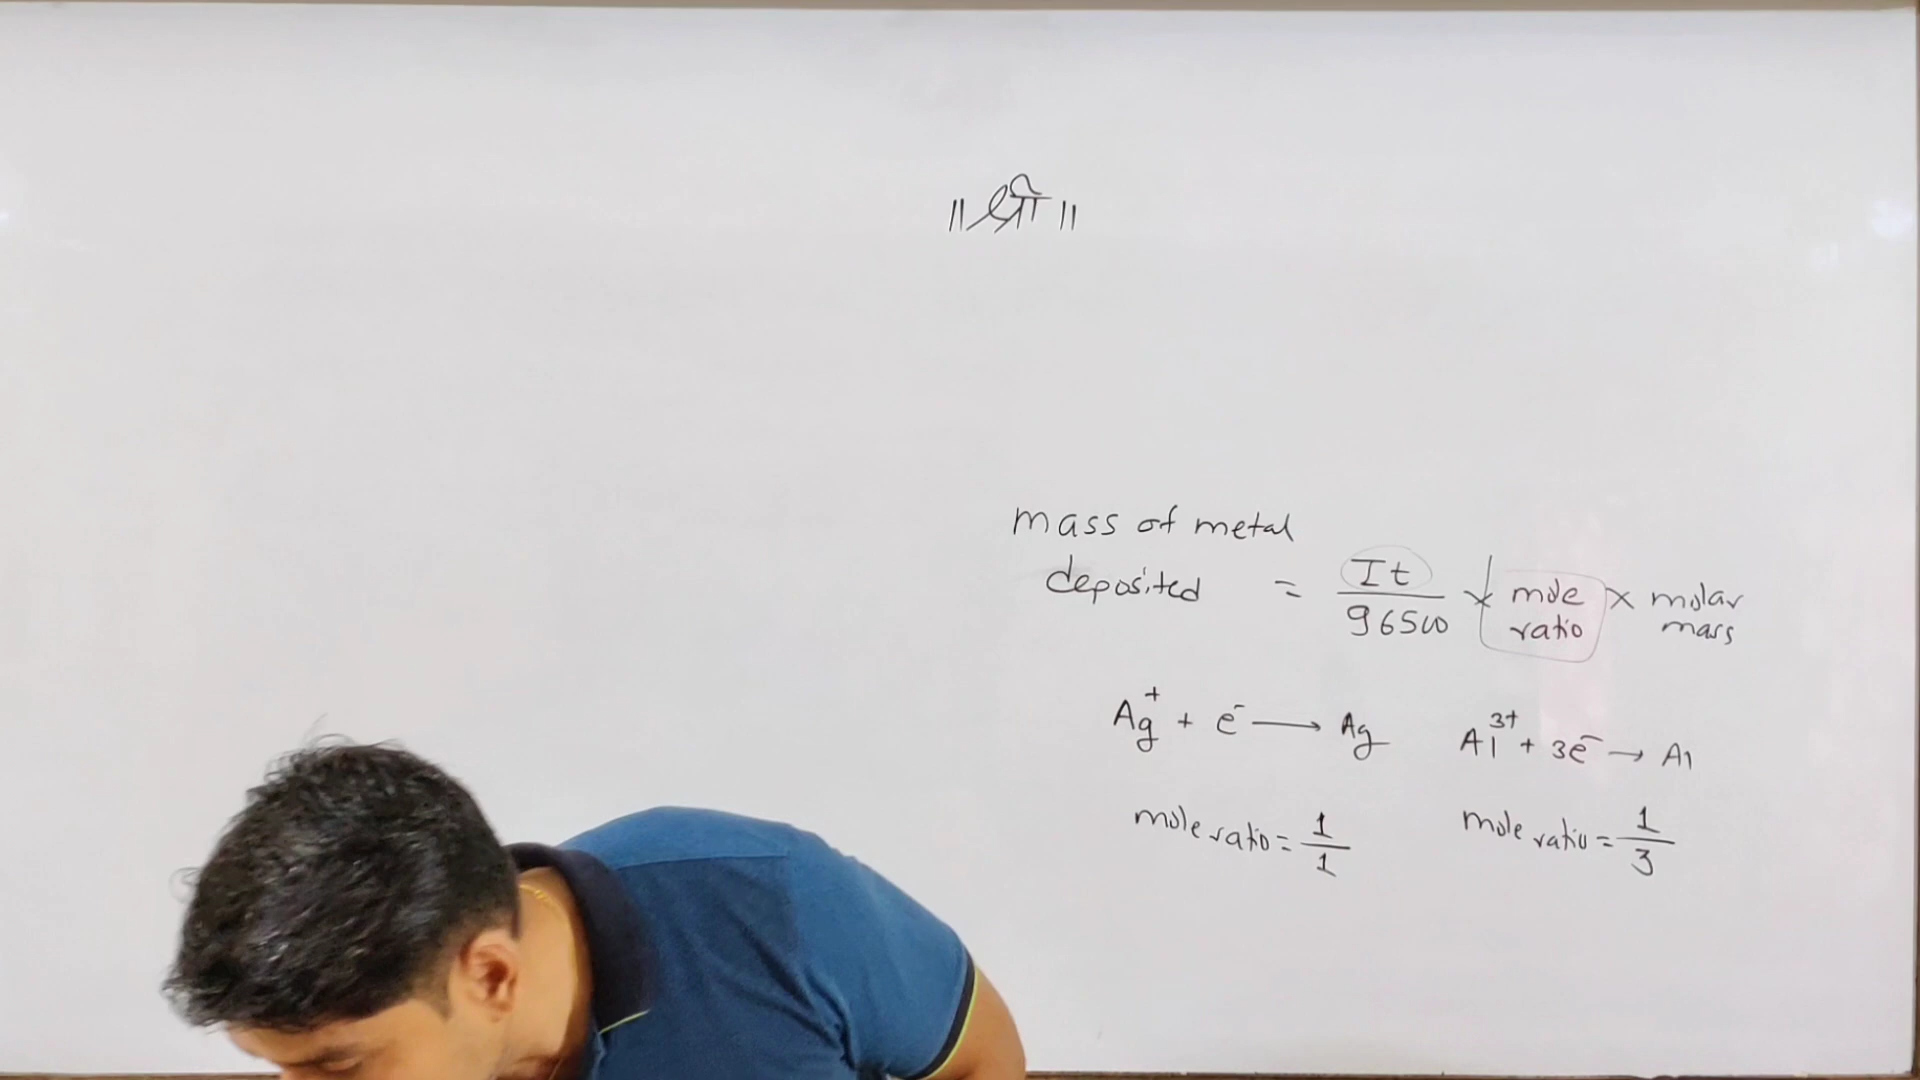 ॥ श्री ॥
mass of metal
deposited = It/96500 × mole ratio × molar mass
Ag⁺ + e⁻ → Ag
Al³⁺ + 3e⁻ → Al
mole ratio = 1/1
mole ratio = 1/3